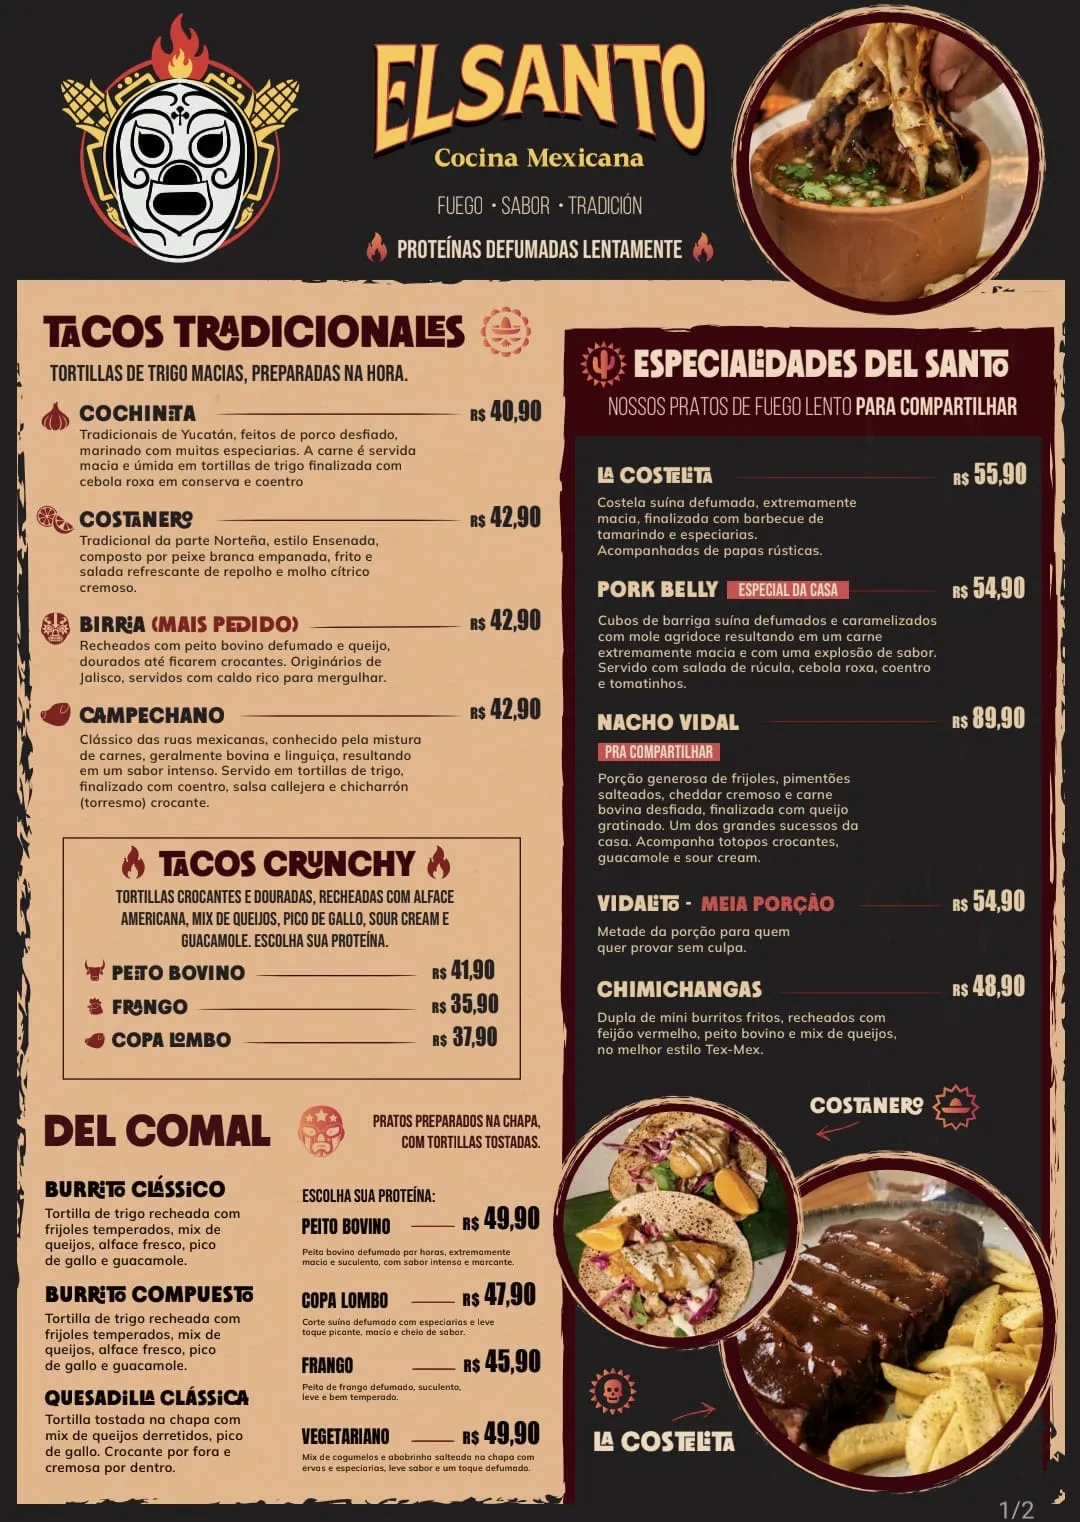 ELSANTO
Cocina Mexicana
FUEGO • SABOR • TRADICIÓN
PROTEÍNAS DEFUMADAS LENTAMENTE
TACOS TRADICIONALES
TORTILLAS DE TRIGO MACIAS, PREPARADAS NA HORA.
COCHINITA R$ 40,90
Tradicionais de Yucatán, feitos de porco desfiado,
marinado com muitas especiarias. A carne é servida
macia e úmida em tortillas de trigo finalizada com
cebola roxa em conserva e coentro
COSTANERO R$ 42,90
Tradicional da parte Norteña, estilo Ensenada,
composto por peixe branca empanada, frito e
salada refrescante de repolho e molho cítrico
cremoso.
BIRRIA (MAIS PEDIDO) R$ 42,90
Recheados com peito bovino defumado e queijo,
dourados até ficarem crocantes. Originários de
Jalisco, servidos com caldo rico para mergulhar.
CAMPECHANO R$ 42,90
Clássico das ruas mexicanas, conhecido pela mistura
de carnes, geralmente bovina e linguiça, resultando
em um sabor intenso. Servido em tortillas de trigo,
finalizado com coentro, salsa callejera e chicharrón
(torresmo) crocante.
TACOS CRUNCHY
TORTILLAS CROCANTES E DOURADAS, RECHEADAS COM ALFACE
AMERICANA, MIX DE QUEIJOS, PICO DE GALLO, SOUR CREAM E
GUACAMOLE. ESCOLHA SUA PROTEÍNA.
PEITO BOVINO R$ 41,90
FRANGO R$ 35,90
COPA LOMBO R$ 37,90
DEL COMAL
PRATOS PREPARADOS NA CHAPA,
COM TORTILLAS TOSTADAS.
BURRITO CLÁSSICO
Tortilla de trigo recheada com
frijoles temperados, mix de
queijos, alface fresco, pico
de gallo e guacamole.
BURRITO COMPUESTO
Tortilla de trigo recheada com
frijoles temperados, mix de
queijos, alface fresco, pico
de gallo e guacamole.
QUESADILLA CLÁSSICA
Tortilla tostada na chapa com
mix de queijos derretidos, pico
de gallo. Crocante por fora e
cremosa por dentro.
ESCOLHA SUA PROTEÍNA:
PEITO BOVINO R$ 49,90
Peito bovino defumado por horas, extremamente
macio e suculento, com sabor intenso e marcante.
COPA LOMBO R$ 47,90
Corte suíno defumado com especiarias e leve
toque picante, macio e cheio de sabor.
FRANGO R$ 45,90
Peito de frango defumado, suculento,
leve e bem temperado.
VEGETARIANO R$ 49,90
Mix de cogumelos e abobrinha salteada na chapa com
ervas e especiarias, leve sabor e um toque defumado.
ESPECIALIDADES DEL SANTO
NOSSOS PRATOS DE FUEGO LENTO PARA COMPARTILHAR
LA COSTELITA R$ 55,90
Costela suína defumada, extremamente
macia, finalizada com barbecue de
tamarindo e especiarias.
Acompanhadas de papas rústicas.
PORK BELLY ESPECIAL DA CASA R$ 54,90
Cubos de barriga suína defumados e caramelizados
com mole agridoce resultando em um carne
extremamente macia e com uma explosão de sabor.
Servido com salada de rúcula, cebola roxa, coentro
e tomatinhos.
NACHO VIDAL R$ 89,90
PRA COMPARTILHAR
Porção generosa de frijoles, pimentões
salteados, cheddar cremoso e carne
bovina desfiada, finalizada com queijo
gratinado. Um dos grandes sucessos da
casa. Acompanha totopos crocantes,
guacamole e sour cream.
VIDALITO - MEIA PORÇÃO R$ 54,90
Metade da porção para quem
quer provar sem culpa.
CHIMICHANGAS R$ 48,90
Dupla de mini burritos fritos, recheados com
feijão vermelho, peito bovino e mix de queijos,
no melhor estilo Tex-Mex.
COSTANERO
LA COSTELITA
1/2